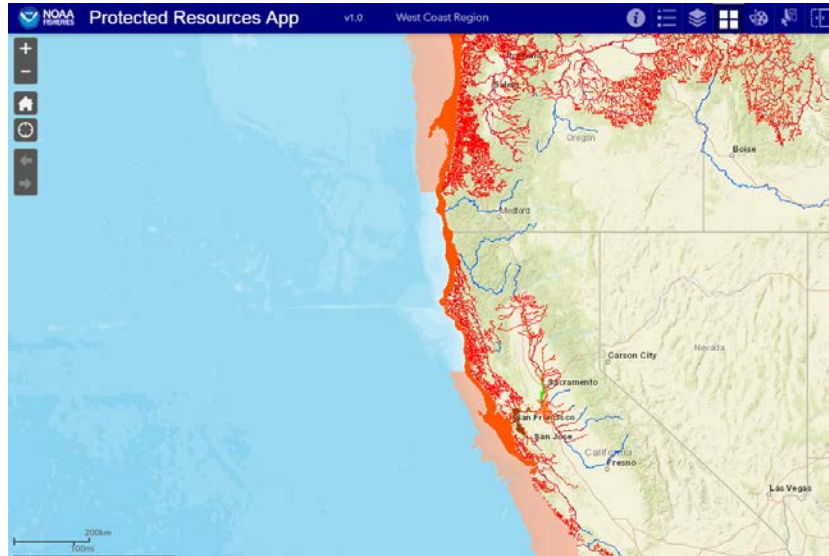 NOAA FISHERIES Protected Resources App v1.0 West Coast Region
+
−
Salem
Oregon
Boise
Medford
Carson City
Nevada
Sacramento
San Francisco
San Jose
California
Fresno
Las Vegas
200km
100mi